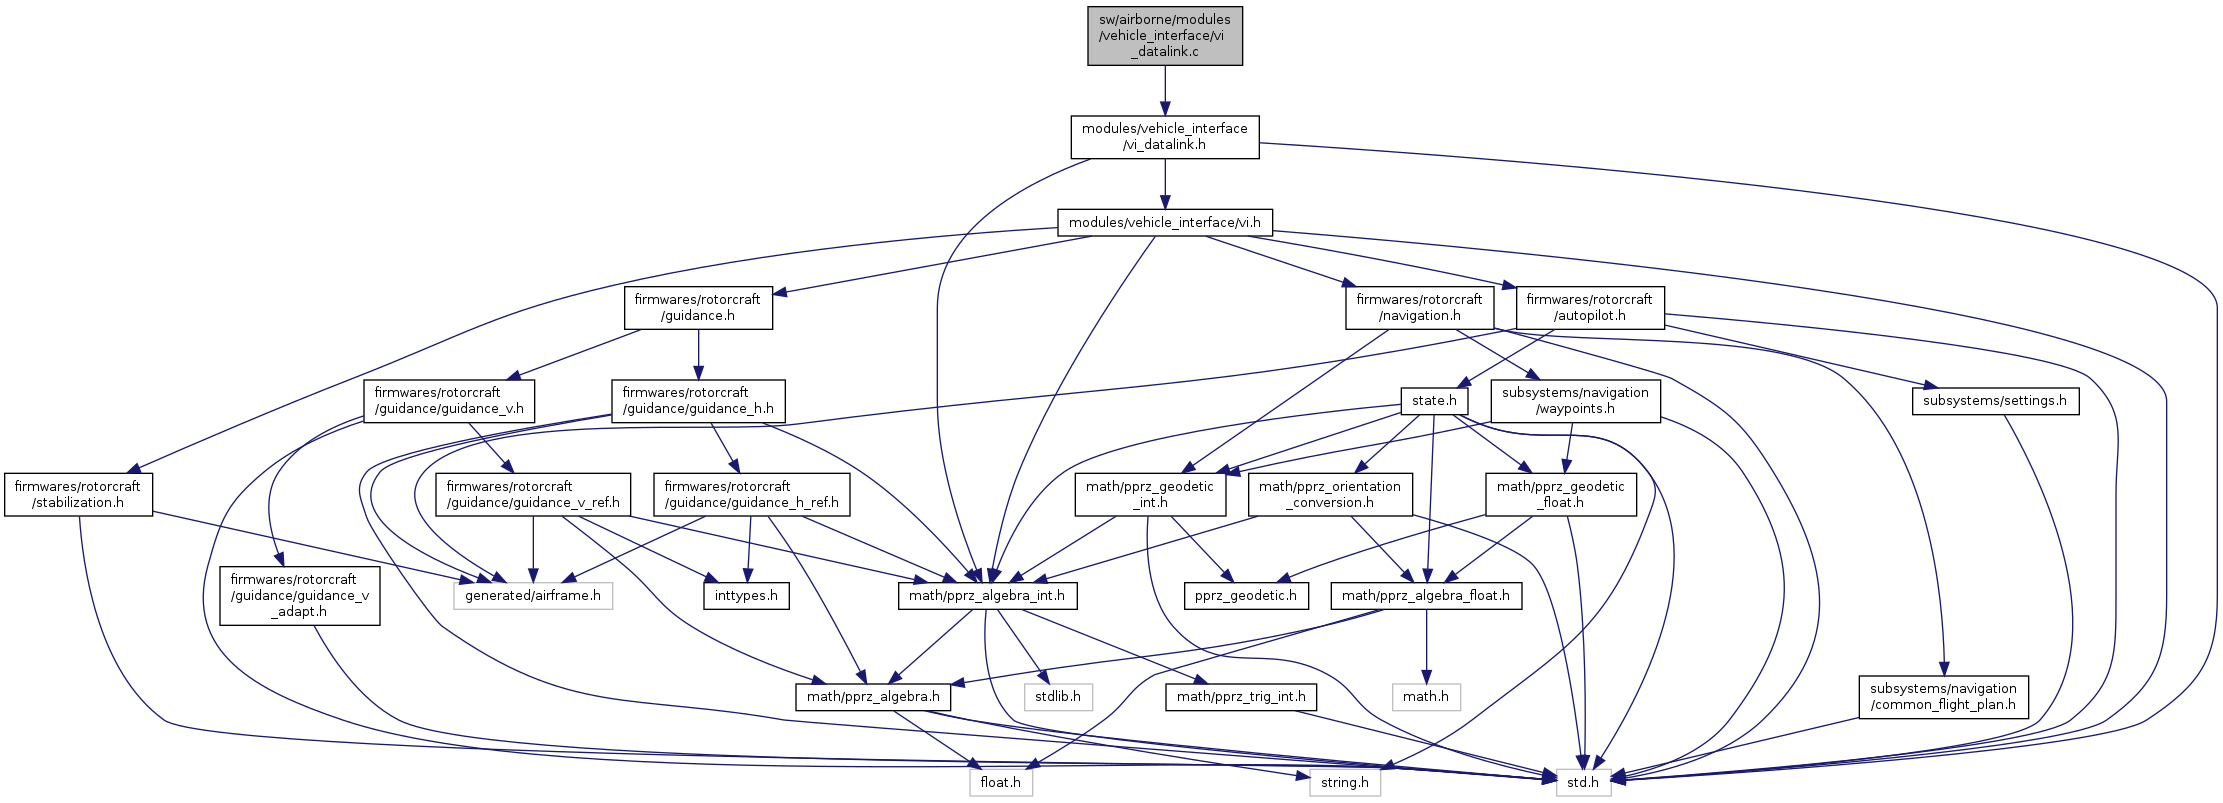 sw/airborne/modules
/vehicle_interface/vi
_datalink.c
modules/vehicle_interface
/vi_datalink.h
modules/vehicle_interface/vi.h
firmwares/rotorcraft
/guidance.h
firmwares/rotorcraft
/navigation.h
firmwares/rotorcraft
/autopilot.h
firmwares/rotorcraft
/guidance/guidance_v.h
firmwares/rotorcraft
/guidance/guidance_h.h
state.h
subsystems/navigation
/waypoints.h
subsystems/settings.h
firmwares/rotorcraft
/stabilization.h
firmwares/rotorcraft
/guidance/guidance_v_ref.h
firmwares/rotorcraft
/guidance/guidance_h_ref.h
math/pprz_geodetic
_int.h
math/pprz_orientation
_conversion.h
math/pprz_geodetic
_float.h
firmwares/rotorcraft
/guidance/guidance_v
_adapt.h
generated/airframe.h
inttypes.h
math/pprz_algebra_int.h
pprz_geodetic.h
math/pprz_algebra_float.h
math/pprz_algebra.h
stdlib.h
math/pprz_trig_int.h
math.h
subsystems/navigation
/common_flight_plan.h
float.h
string.h
std.h